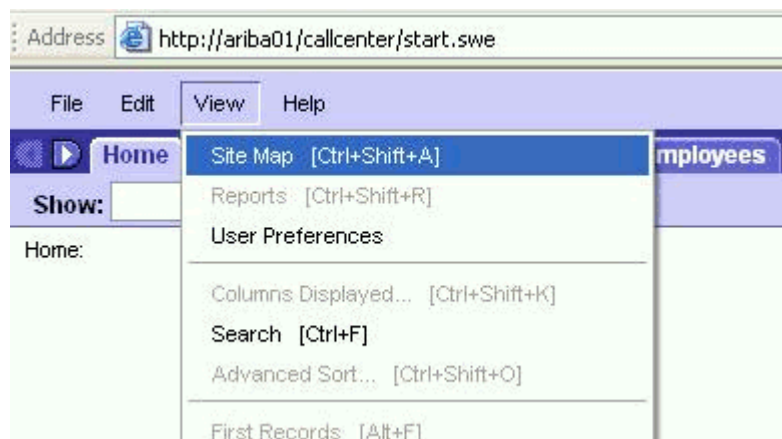 Address http://ariba01/callcenter/start.swe
File Edit View Help
Home mployees
Site Map [Ctrl+Shift+A]
Show:
Reports [Ctrl+Shift+R]
Home:
User Preferences
Columns Displayed... [Ctrl+Shift+K]
Search [Ctrl+F]
Advanced Sort... [Ctrl+Shift+O]
First Records [Alt+F]